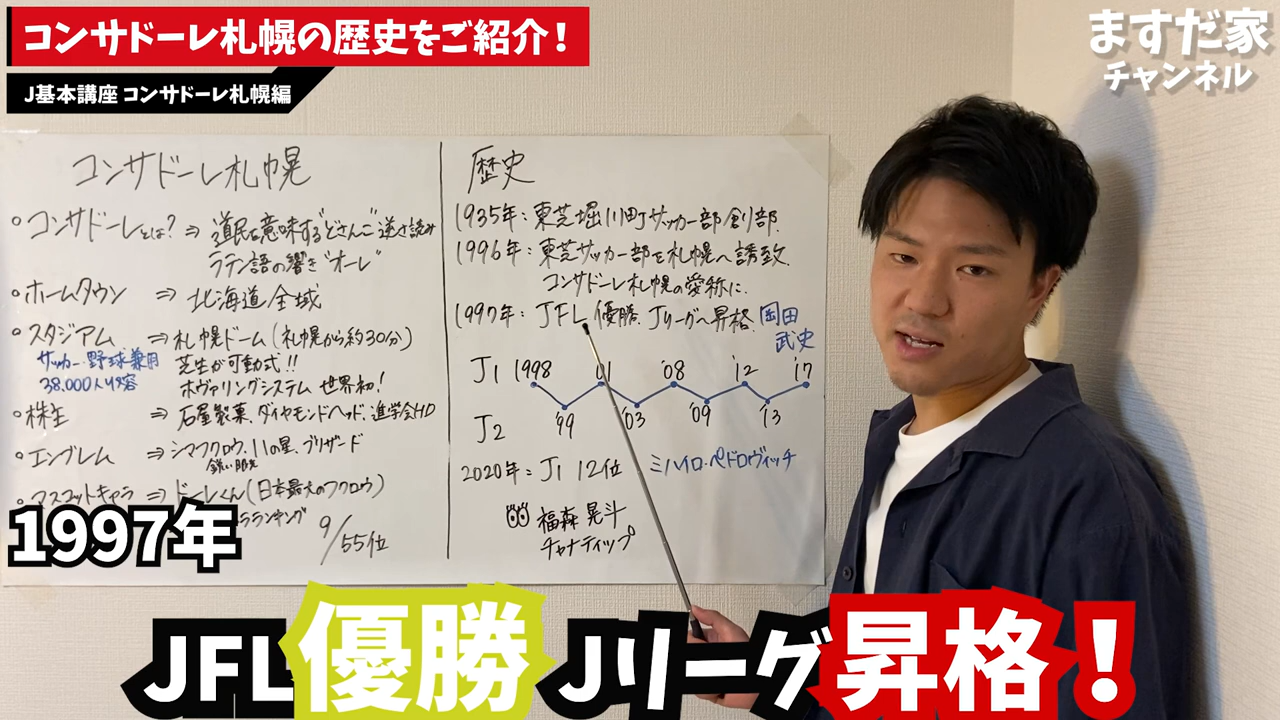 コンサドーレ札幌の歴史をご紹介！
J基本講座 コンサドーレ札幌編
ますだ家
チャンネル
コンサドーレ札幌
・コンサドーレとは？ ⇒ 道民を意味する"どさんこ"逆さ読み
ラテン語の響き"オーレ"
・ホームタウン ⇒ 北海道全域
・スタジアム ⇒ 札幌ドーム(札幌から約30分)
サッカー・野球兼用 芝生が可動式!!
38,000人収容 ホヴァリングシステム 世界初！
・株主 ⇒ 石屋製菓、ダイヤモンドヘッド、進学会HD
・エンブレム ⇒ シマフクロウ、11の星、ブリザード
鋭い眼光
・マスコットキャラ ⇒ ドーレくん(日本最大のフクロウ)
ランキング 9/55位
歴史
1935年：東芝堀川町サッカー部創部.
1996年：東芝サッカー部を札幌へ誘致.
コンサドーレ札幌の愛称に.
1997年：JFL 優勝. Jリーグへ昇格. 岡田
武史
J1 1998 '01 '08 '12 '17
J2 '99 '03 '09 '13
2020年：J1 12位 ミハイロ・ペドロヴィッチ
福森 晃斗
チャナティップ
1997年
JFL優勝 Jリーグ昇格！